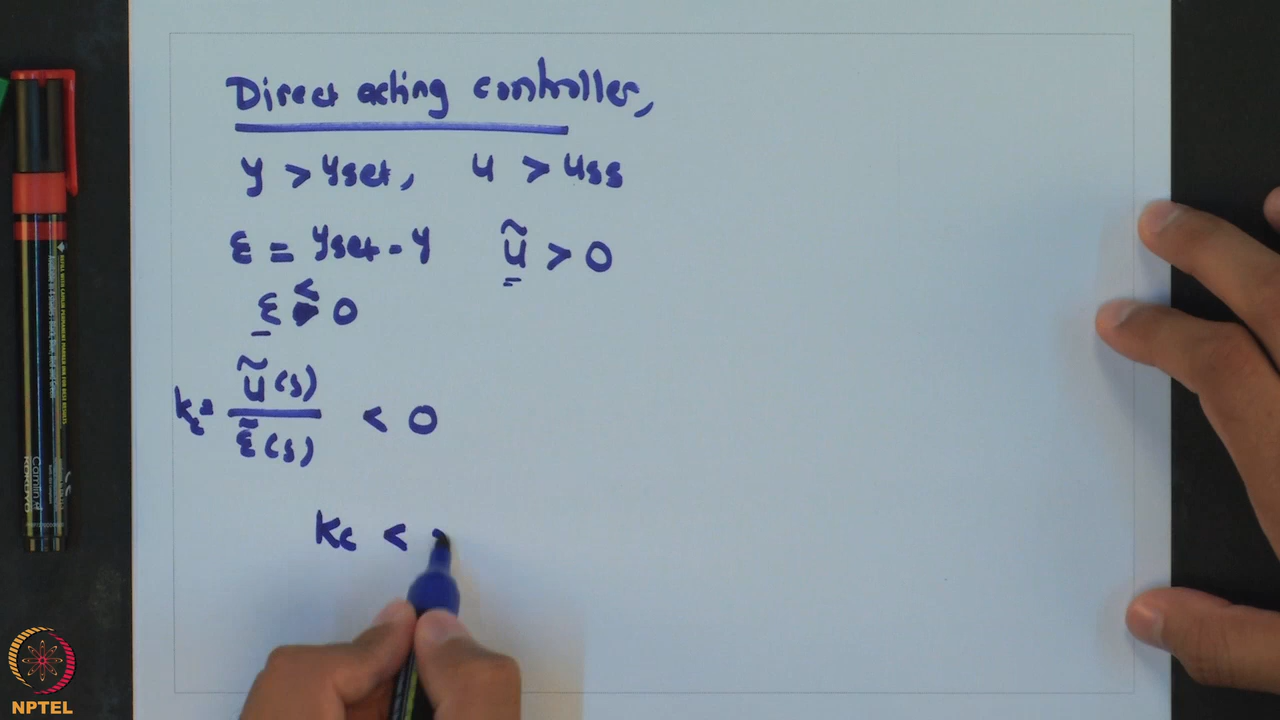 Direct acting controller,
y > yset, u > uss
ε = yset - y ũ > 0
ε < 0
kc = ũ(s) / ε̃(s) < 0
kc <
NPTEL